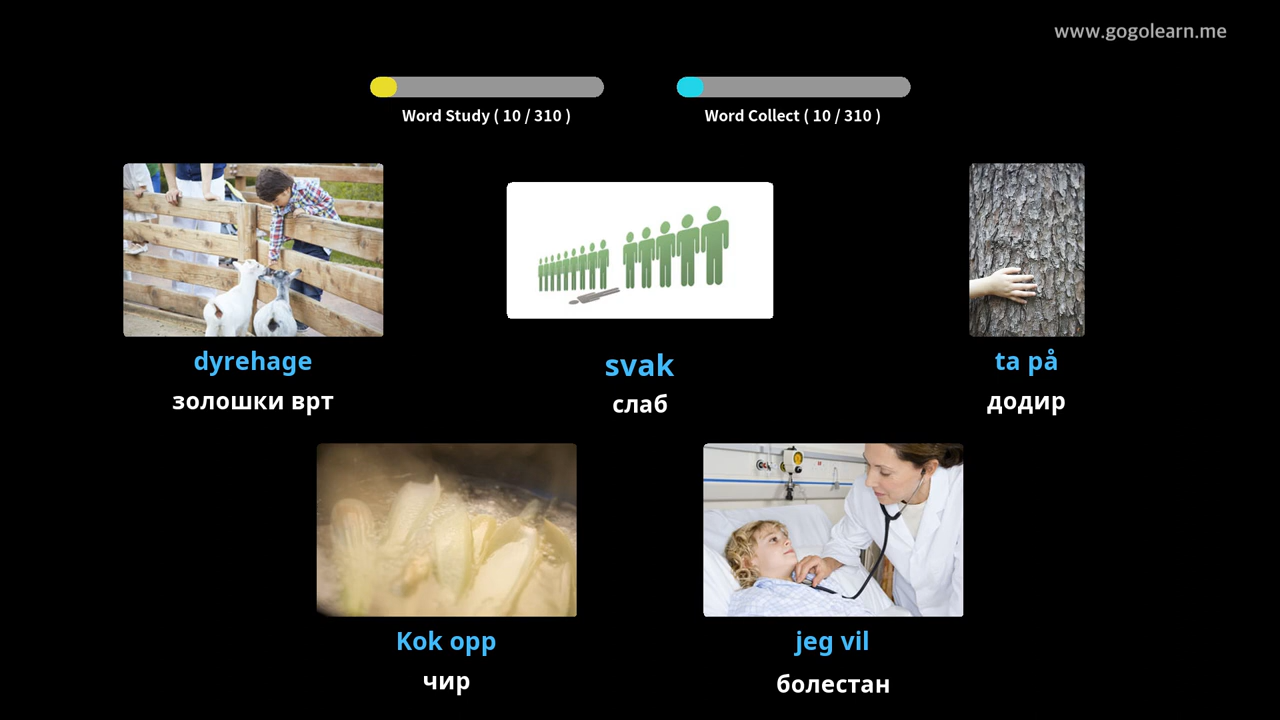 www.gogolearn.me
Word Study ( 10 / 310 )
Word Collect ( 10 / 310 )
dyrehage
золошки врт
svak
слаб
ta på
додир
Kok opp
чир
jeg vil
болестан